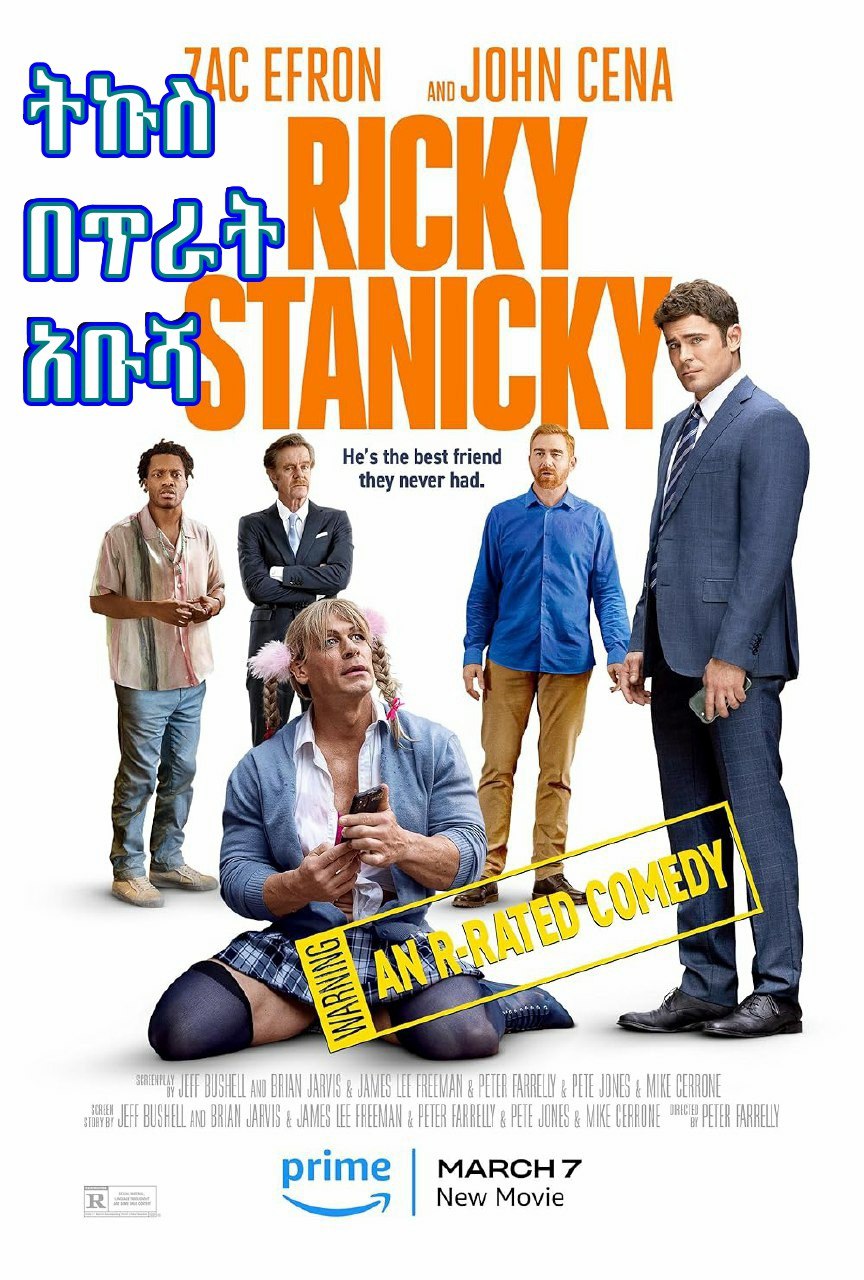 ZAC EFRON AND JOHN CENA
ትኩስ
በጥራት
አቡሻ
RICKY
STANICKY
He's the best friend
they never had.
WARNING
AN R-RATED COMEDY
SCREENPLAY BY JEFF BUSHELL AND BRIAN JARVIS & JAMES LEE FREEMAN & PETER FARRELLY & PETE JONES & MIKE CERRONE
SCREEN STORY BY JEFF BUSHELL AND BRIAN JARVIS & JAMES LEE FREEMAN & PETER FARRELLY & PETE JONES & MIKE CERRONE DIRECTED BY PETER FARRELLY
prime
MARCH 7
New Movie
R